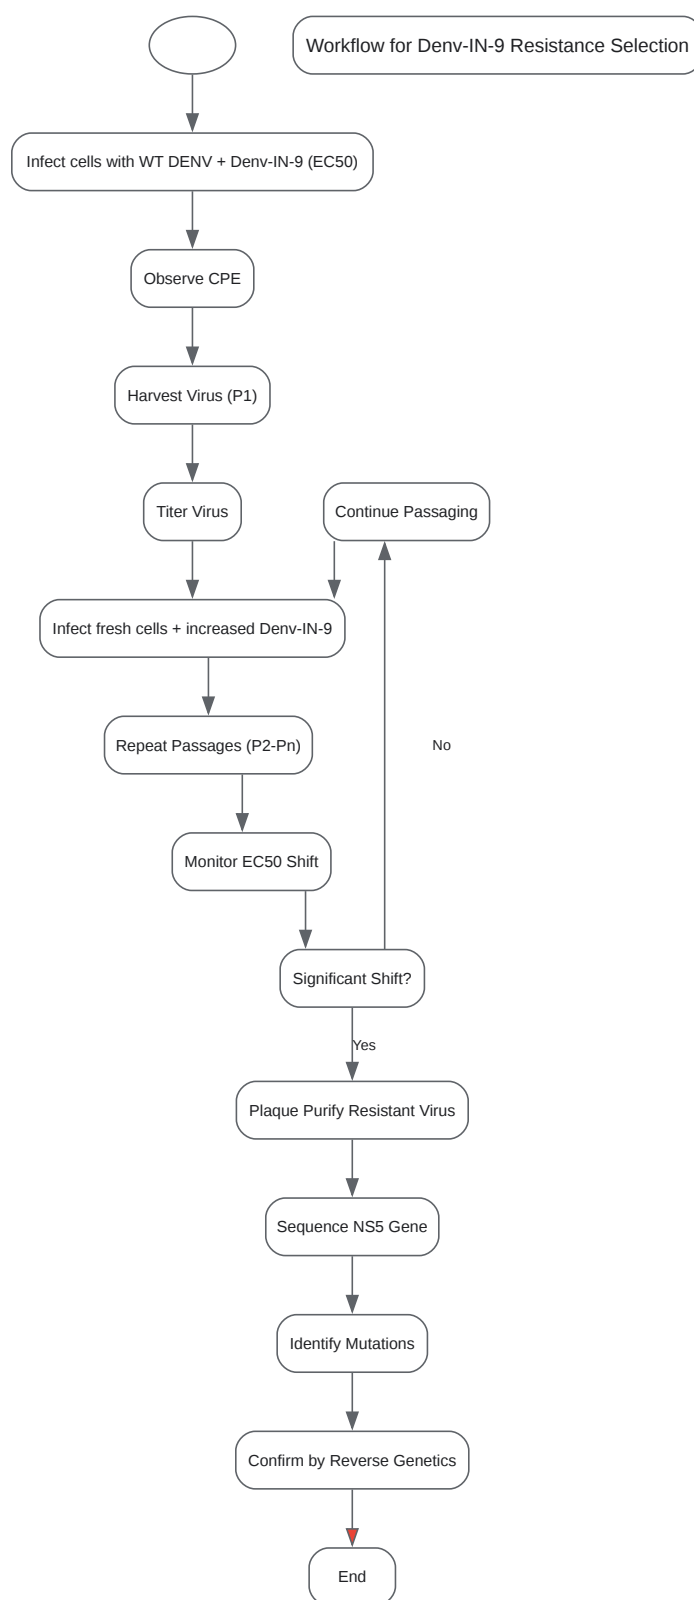 Workflow for Denv-IN-9 Resistance Selection
Infect cells with WT DENV + Denv-IN-9 (EC50)
Observe CPE
Harvest Virus (P1)
Titer Virus
Continue Passaging
Infect fresh cells + increased Denv-IN-9
Repeat Passages (P2-Pn)
No
Monitor EC50 Shift
Significant Shift?
Yes
Plaque Purify Resistant Virus
Sequence NS5 Gene
Identify Mutations
Confirm by Reverse Genetics
End